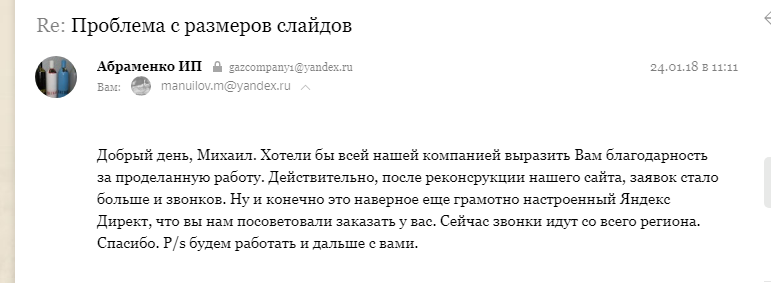 Re: Проблема с размеров слайдов
Абраменко ИП gazcompany1@yandex.ru 24.01.18 в 11:11
Вам: manuilov.m@yandex.ru
Добрый день, Михаил. Хотели бы всей нашей компанией выразить Вам благодарность
за проделанную работу. Действительно, после реконсрукции нашего сайта, заявок стало
больше и звонков. Ну и конечно это наверное еще грамотно настроенный Яндекс
Директ, что вы нам посоветовали заказать у вас. Сейчас звонки идут со всего региона.
Спасибо. P/s будем работать и дальше с вами.